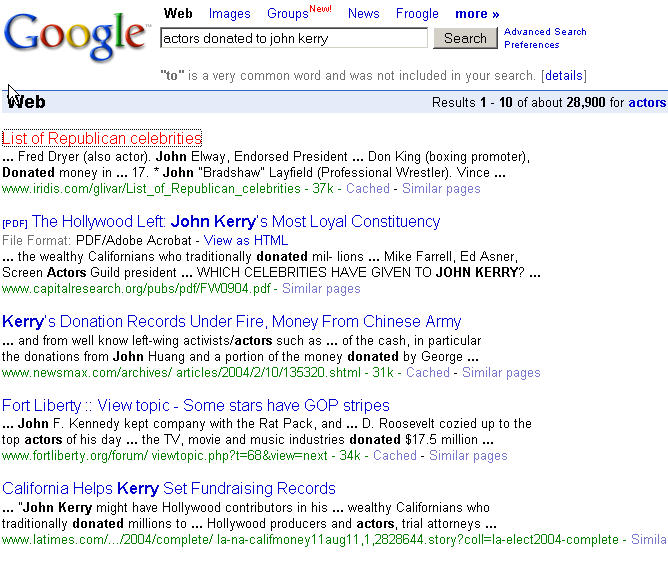 Google™
Web Images Groups New! News Froogle more »
actors donated to john kerry Search Advanced Search
Preferences
"to" is a very common word and was not included in your search. [details]
Web Results 1 - 10 of about 28,900 for actors
List of Republican celebrities
... Fred Dryer (also actor). John Elway, Endorsed President ... Don King (boxing promoter),
Donated money in ... 17. * John "Bradshaw" Layfield (Professional Wrestler). Vince ...
www.iridis.com/glivar/List_of_Republican_celebrities - 37k - Cached - Similar pages
[PDF] The Hollywood Left: John Kerry's Most Loyal Constituency
File Format: PDF/Adobe Acrobat - View as HTML
... the wealthy Californians who traditionally donated mil- lions ... Mike Farrell, Ed Asner,
Screen Actors Guild president ... WHICH CELEBRITIES HAVE GIVEN TO JOHN KERRY? ...
www.capitalresearch.org/pubs/pdf/FW0904.pdf - Similar pages
Kerry's Donation Records Under Fire, Money From Chinese Army
... and from well know left-wing activists/actors such as ... of the cash, in particular
the donations from John Huang and a portion of the money donated by George ...
www.newsmax.com/archives/ articles/2004/2/10/135320.shtml - 31k - Cached - Similar pages
Fort Liberty :: View topic - Some stars have GOP stripes
... John F. Kennedy kept company with the Rat Pack, and ... D. Roosevelt cozied up to the
top actors of his day ... the TV, movie and music industries donated $17.5 million ...
www.fortliberty.org/forum/ viewtopic.php?t=68&view=next - 34k - Cached - Similar pages
California Helps Kerry Set Fundraising Records
... "John Kerry might have Hollywood contributors in his ... wealthy Californians who
traditionally donated millions to ... Hollywood producers and actors, trial attorneys ...
www.latimes.com/.../2004/complete/ la-na-califmoney11aug11,1,2828644.story?coll=la-elect2004-complete - Simila